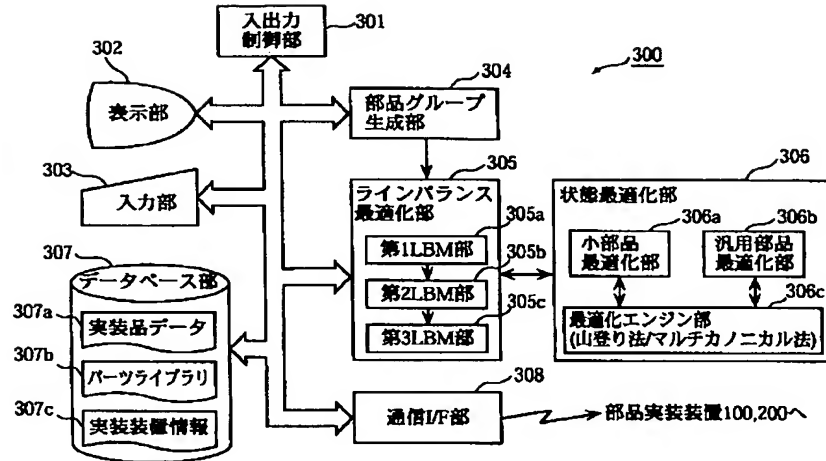 入出力
制御部
301
302
表示部
300
304
部品グループ
生成部
303
入力部
305
ラインバランス
最適化部
305a
第1LBM部
305b
第2LBM部
305c
第3LBM部
306
状態最適化部
306a
小部品
最適化部
306b
汎用部品
最適化部
306c
最適化エンジン部
(山登り法/マルチカノニカル法)
307
データベース部
307a
実装品データ
307b
パーツライブラリ
307c
実装装置情報
308
通信I/F部
部品実装装置100,200へ